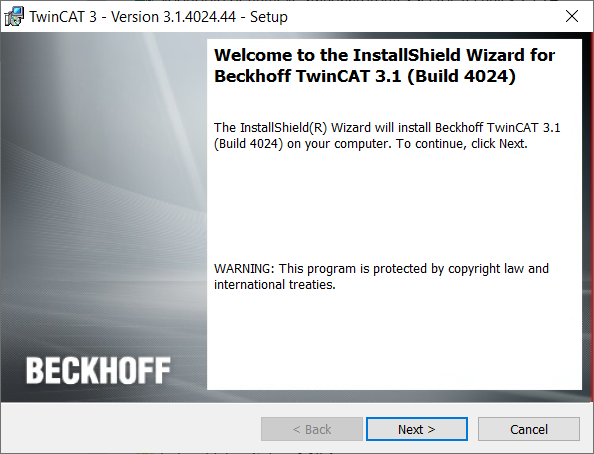 TwinCAT 3 - Version 3.1.4024.44 - Setup
Welcome to the InstallShield Wizard for
Beckhoff TwinCAT 3.1 (Build 4024)
The InstallShield(R) Wizard will install Beckhoff TwinCAT 3.1
(Build 4024) on your computer. To continue, click Next.
WARNING: This program is protected by copyright law and
international treaties.
BECKHOFF
< Back
Next >
Cancel